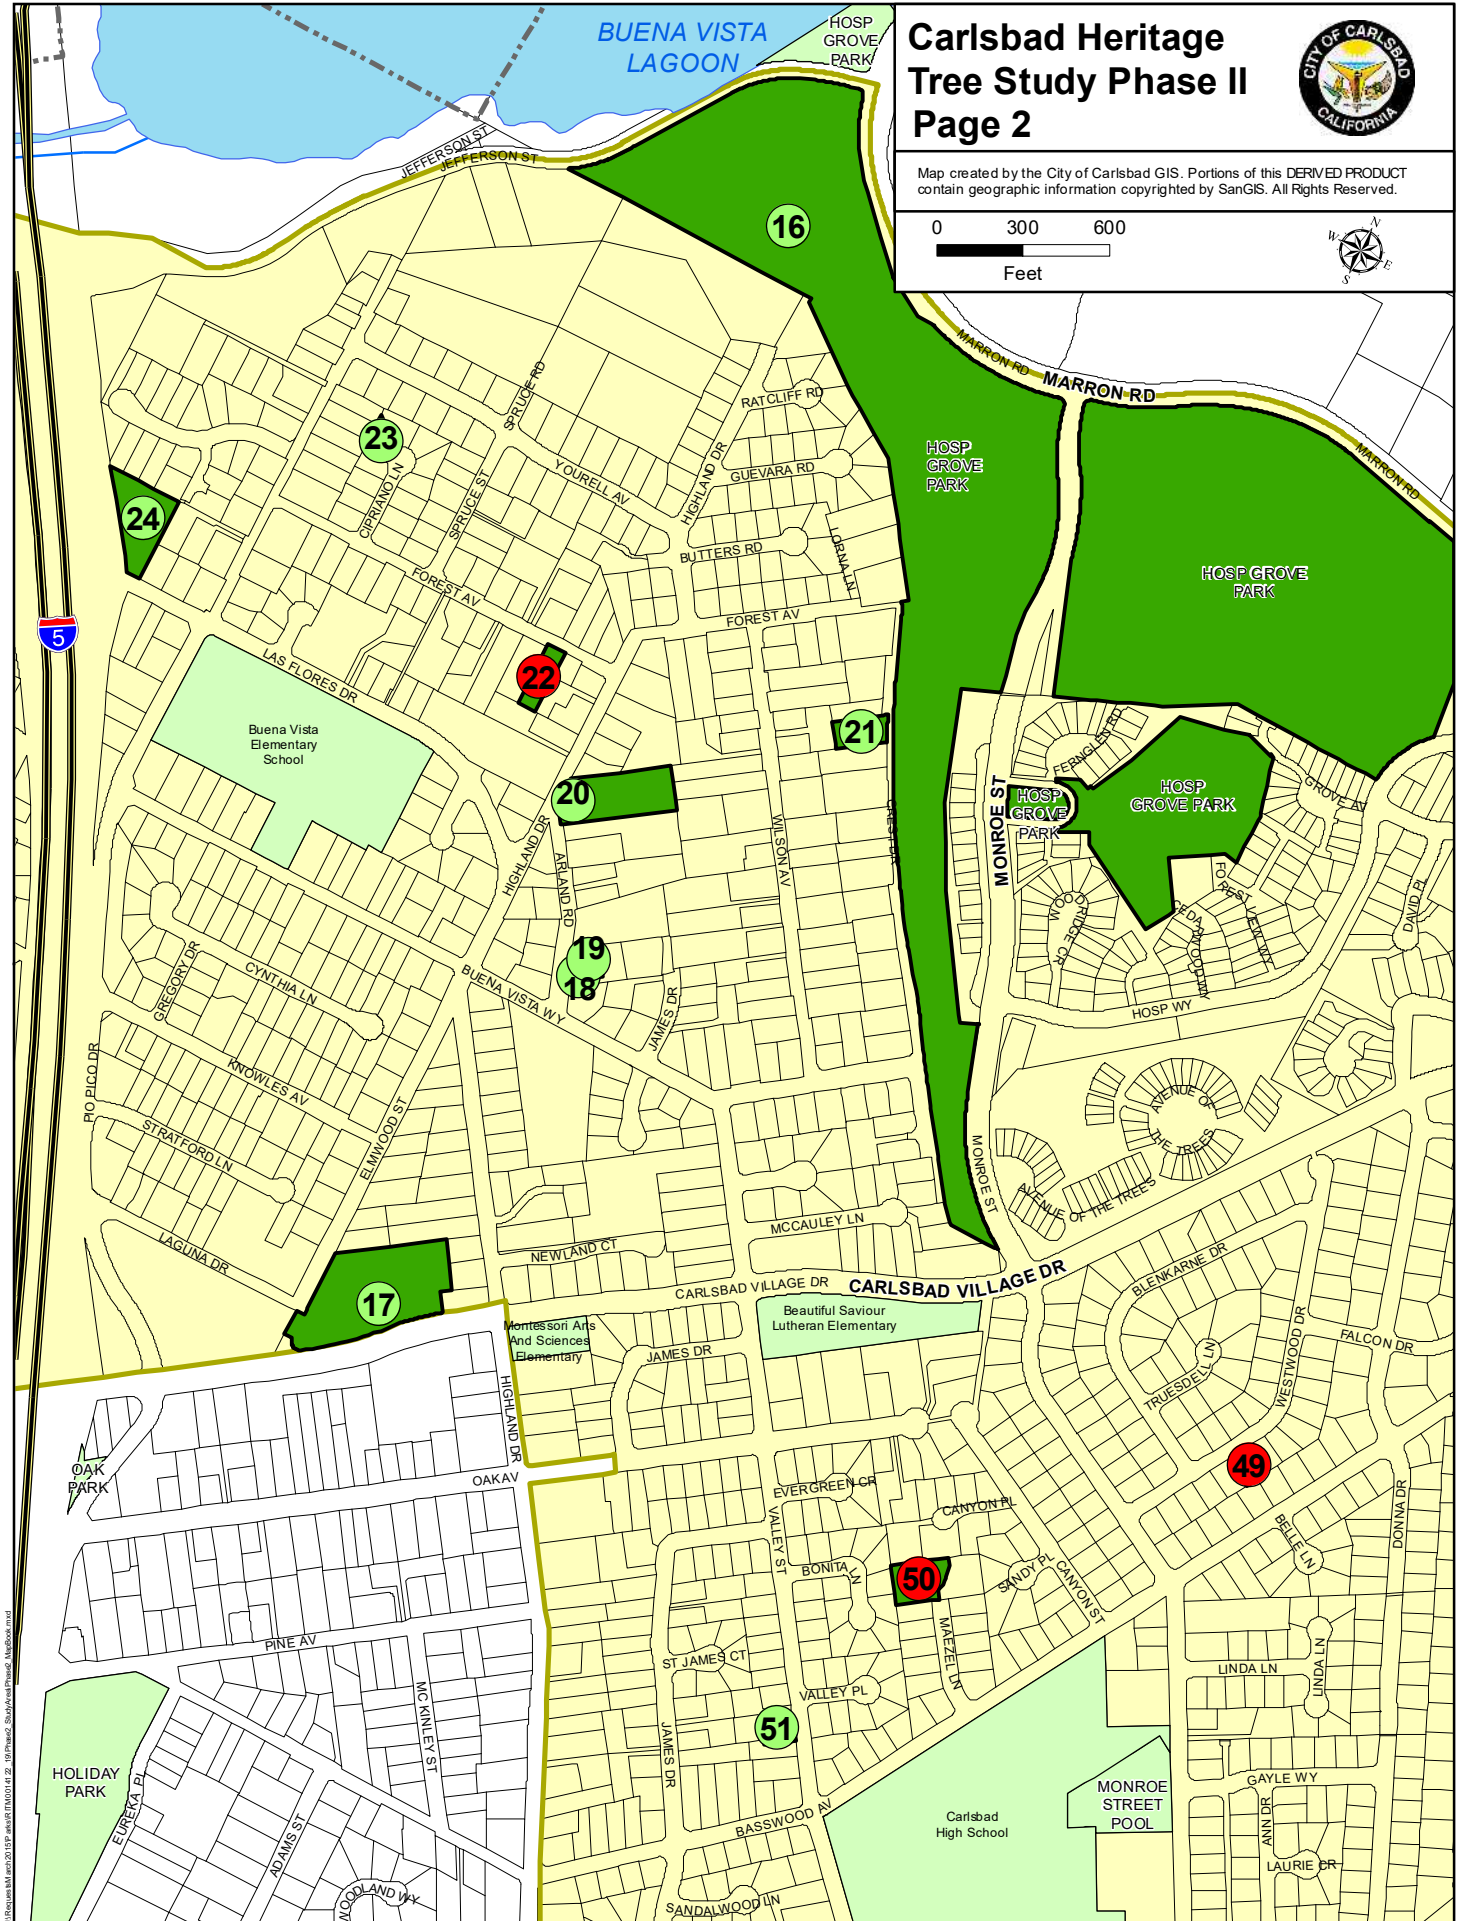 BUENA VISTA
LAGOON
HOSP
GROVE
PARK
Carlsbad Heritage
Tree Study Phase II
Page 2
CITY OF CARLSBAD
CALIFORNIA
Map created by the City of Carlsbad GIS. Portions of this DERIVED PRODUCT
contain geographic information copyrighted by SanGIS. All Rights Reserved.
0 300 600
Feet
N
W
E
S
JEFFERSON ST
JEFFERSON ST
16
MARRON RD
MARRON RD
MARRON RD
SPRUCE RD
RATCLIFF RD
23
HOSP
GROVE
PARK
YOURELL AV
HIGHLAND DR
GUEVARA RD
CIPRIANO LN
SPRUCE ST
24
LORNA LN
BUTTERS RD
FOREST AV
HOSP GROVE
PARK
5
FOREST AV
LAS FLORES DR
22
Buena Vista
Elementary
School
21
FERNGLEN RD
20
HOSP
GROVE
PARK
HOSP
GROVE PARK
GROVE AV
MONROE ST
HIGHLAND DR
ARLAND RD
WILSON AV
CREST DR
FOREST VIEW WY
DAVID PL
WOODRIDGE CR
CEDARWOOD WY
19
18
GREGORY DR
CYNTHIA LN
BUENA VISTA WY
JAMES DR
HOSP WY
PIO PICO DR
KNOWLES AV
AVENUE OF
THE TREES
STRATFORD LN
ELMWOOD ST
MONROE ST
AVENUE OF THE TREES
MCCAULEY LN
LAGUNA DR
NEWLAND CT
BLENKARNE DR
CARLSBAD VILLAGE DR
CARLSBAD VILLAGE DR
17
Montessori Arts
And Sciences
Elementary
Beautiful Saviour
Lutheran Elementary
JAMES DR
FALCON DR
WESTWOOD DR
TRUESDELL LN
HIGHLAND DR
OAK
PARK
OAK AV
49
EVERGREEN CR
CANYON PL
VALLEY ST
DONNA DR
BELLE LN
BONITA LN
50
SANDY PL
CANYON ST
PINE AV
ST JAMES CT
MAEZEL LN
LINDA LN
LINDA LN
MC KINLEY ST
VALLEY PL
51
JAMES DR
HOLIDAY
PARK
EUREKA PL
ADAMS ST
BASSWOOD AV
Carlsbad
High School
MONROE
STREET
POOL
GAYLE WY
ANN DR
LAURIE CR
WOODLAND WY
SANDALWOOD LN